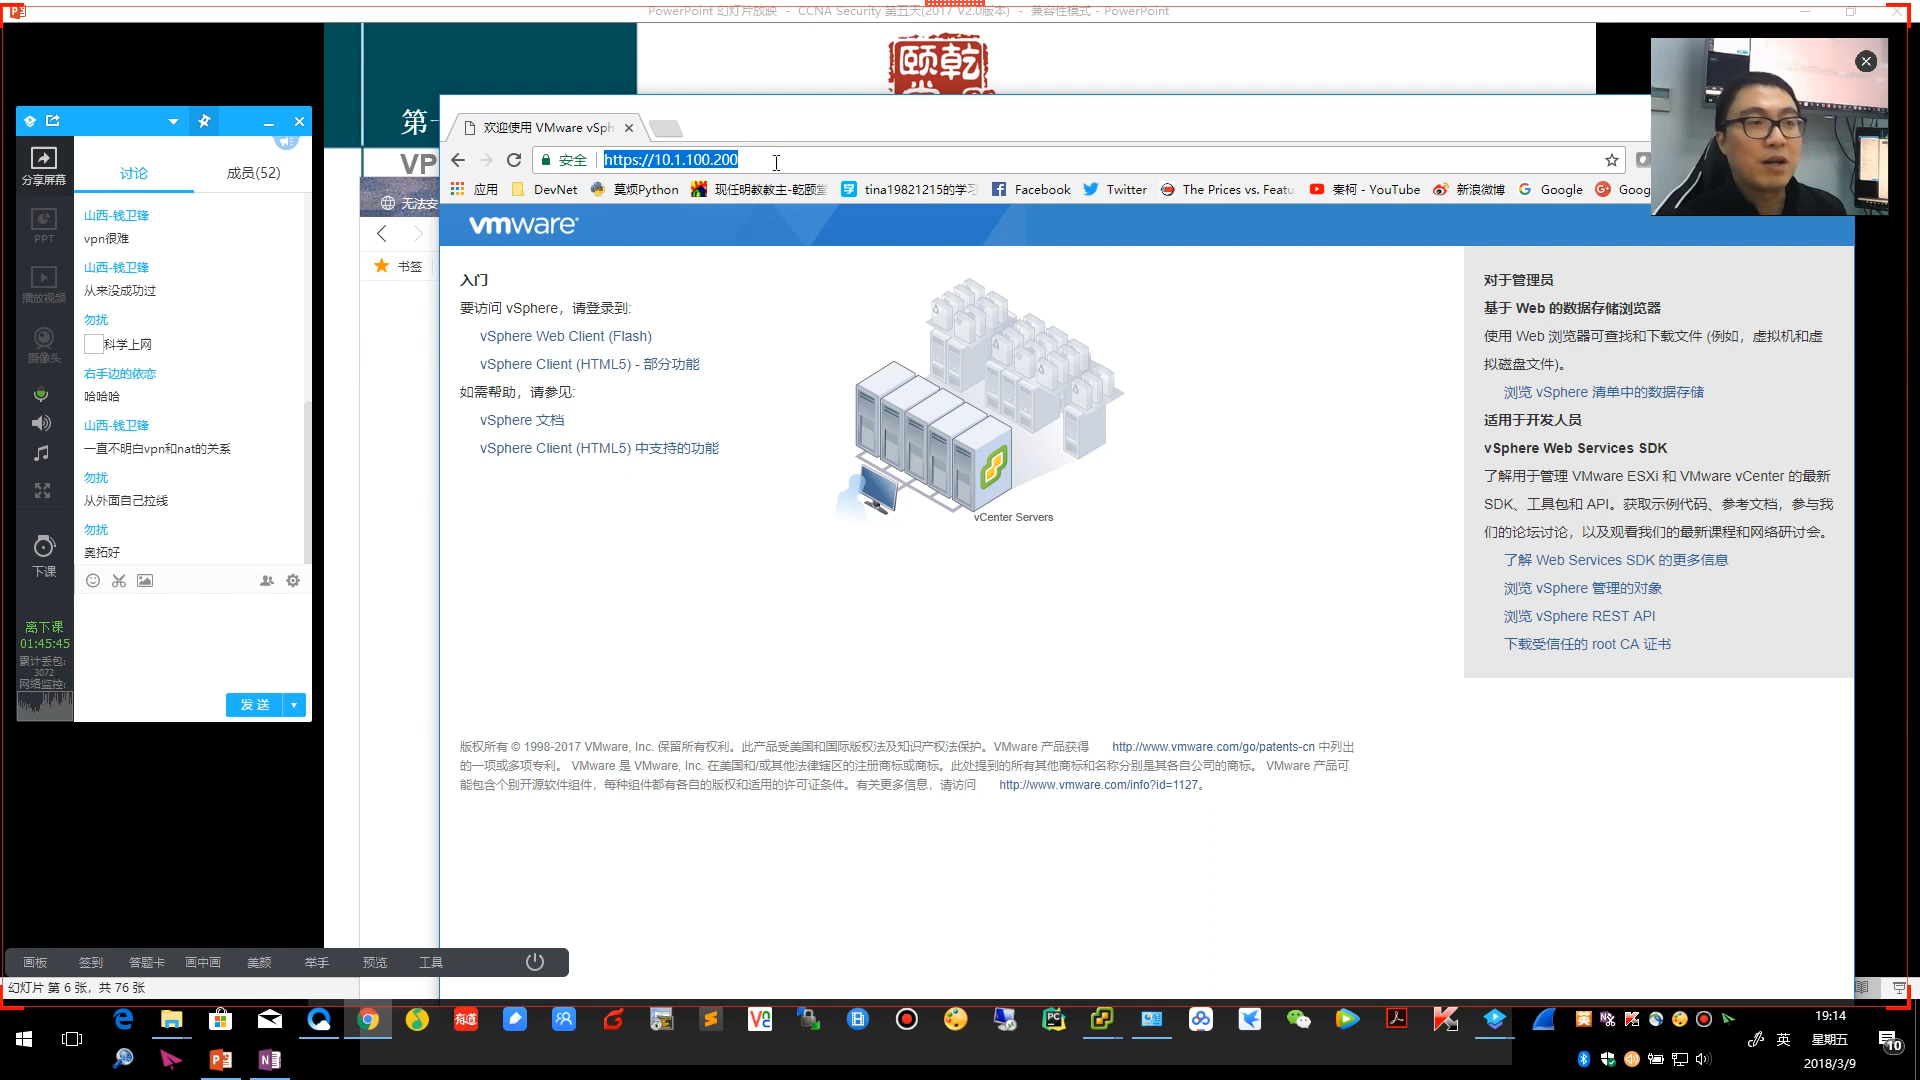 PowerPoint 幻灯片放映 - CCNA Security 第五天(2017 V2.0版本) - 兼容性模式 - PowerPoint
颐乾
第一
VP
无法安
书签
分享屏幕
PPT
播放视频
摄像头
下课
离下课
01:45:45
累计丢包:
3072
网络监控:
讨论
成员(52)
山西-钱卫锋
vpn很难
山西-钱卫锋
从来没成功过
勿扰
科学上网
右手边的依恋
哈哈哈
山西-钱卫锋
一直不明白vpn和nat的关系
勿扰
从外面自己拉线
勿扰
奥拓好
发送
欢迎使用 VMware vSph
安全
https://10.1.100.200
应用
DevNet
莫烦Python
现任明教教主-乾颐堂
tina19821215的学习
Facebook
Twitter
The Prices vs. Featu
秦柯 - YouTube
新浪微博
Google
Goog
vmware
入门
要访问 vSphere，请登录到:
vSphere Web Client (Flash)
vSphere Client (HTML5) - 部分功能
如需帮助，请参见:
vSphere 文档
vSphere Client (HTML5) 中支持的功能
vCenter Servers
对于管理员
基于 Web 的数据存储浏览器
使用 Web 浏览器可查找和下载文件 (例如，虚拟机和虚
拟磁盘文件)。
浏览 vSphere 清单中的数据存储
适用于开发人员
vSphere Web Services SDK
了解用于管理 VMware ESXi 和 VMware vCenter 的最新
SDK、工具包和 API。获取示例代码、参考文档，参与我
们的论坛讨论，以及观看我们的最新课程和网络研讨会。
了解 Web Services SDK 的更多信息
浏览 vSphere 管理的对象
浏览 vSphere REST API
下载受信任的 root CA 证书
版权所有 © 1998-2017 VMware, Inc. 保留所有权利。此产品受美国和国际版权法及知识产权法保护。VMware 产品获得 http://www.vmware.com/go/patents-cn 中列出
的一项或多项专利。 VMware 是 VMware, Inc. 在美国和/或其他法律辖区的注册商标或商标。此处提到的所有其他商标和名称分别是其各自公司的商标。 VMware 产品可
能包含个别开源软件组件，每种组件都有各自的版权和适用的许可证条件。有关更多信息，请访问 http://www.vmware.com/info?id=1127。
画板
签到
答题卡
画中画
美颜
举手
预览
工具
幻灯片 第 6 张，共 76 张
有道
英
19:14
星期五
2018/3/9
10